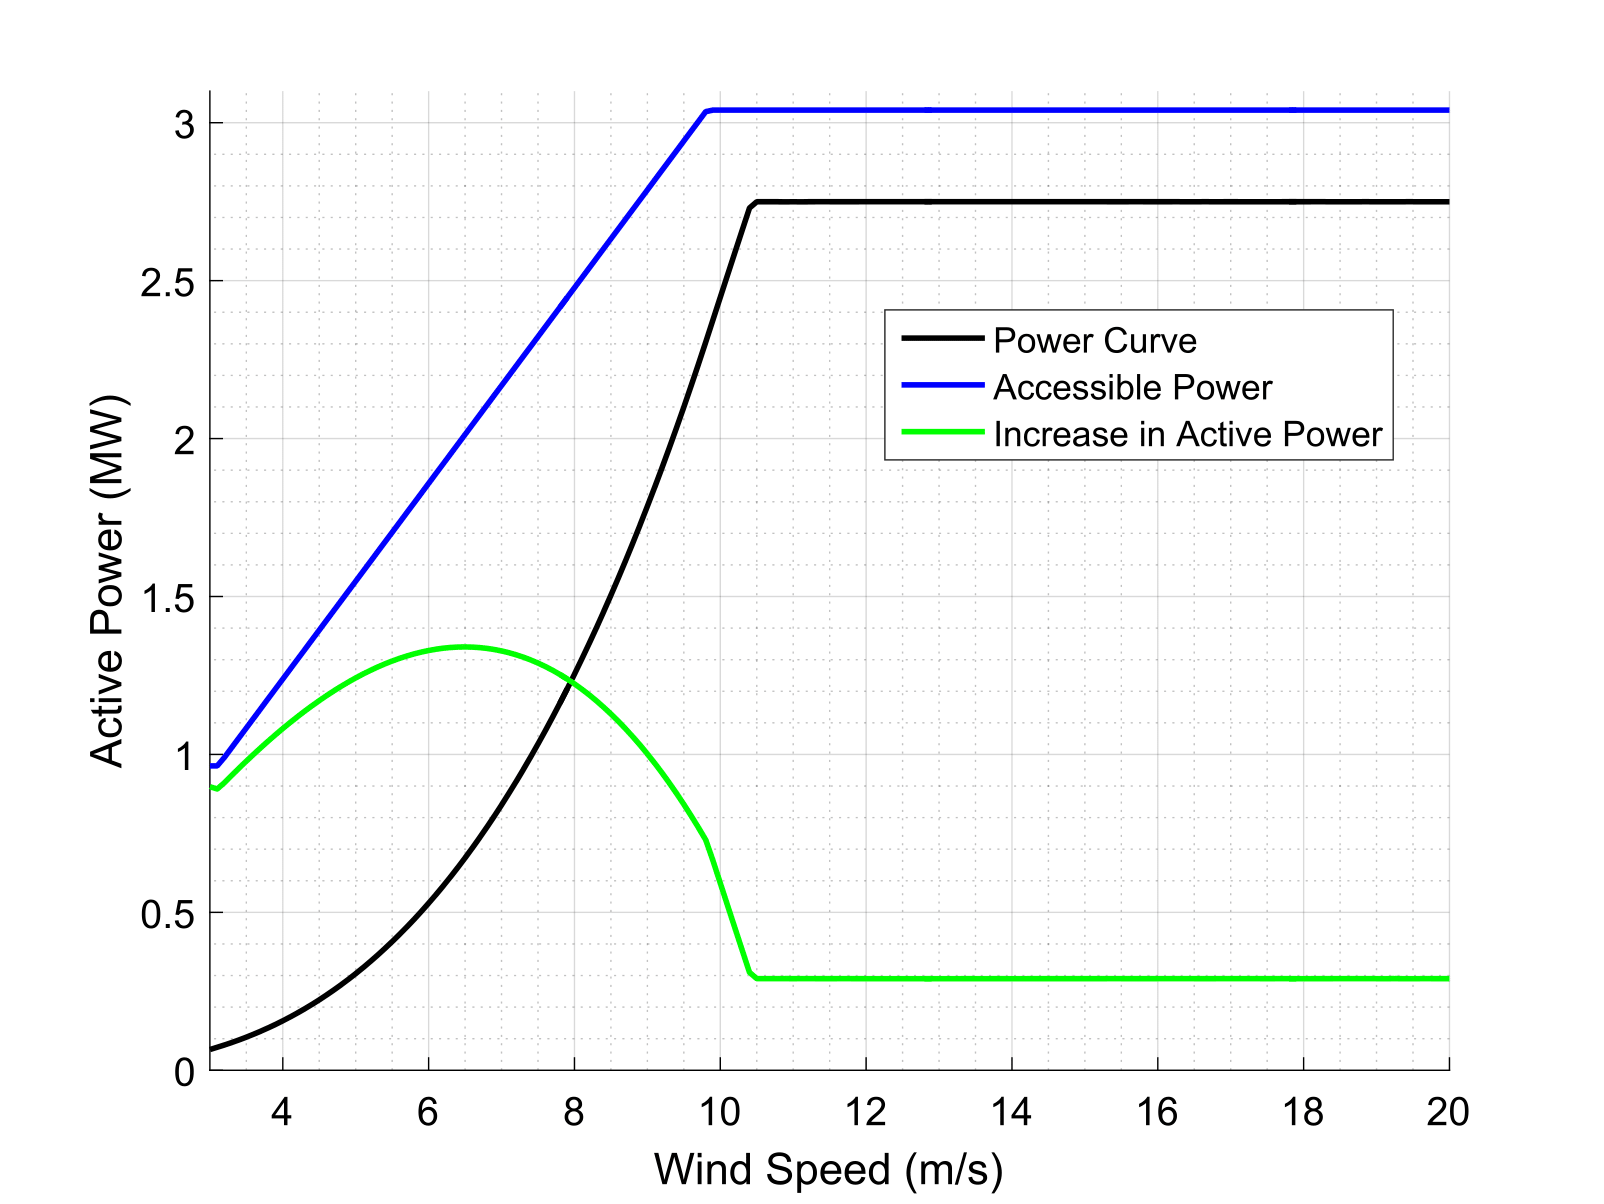 3
2.5
2
1.5
1
0.5
0
Active Power (MW)
Power Curve
Accessible Power
Increase in Active Power
4 6 8 10 12 14 16 18 20
Wind Speed (m/s)